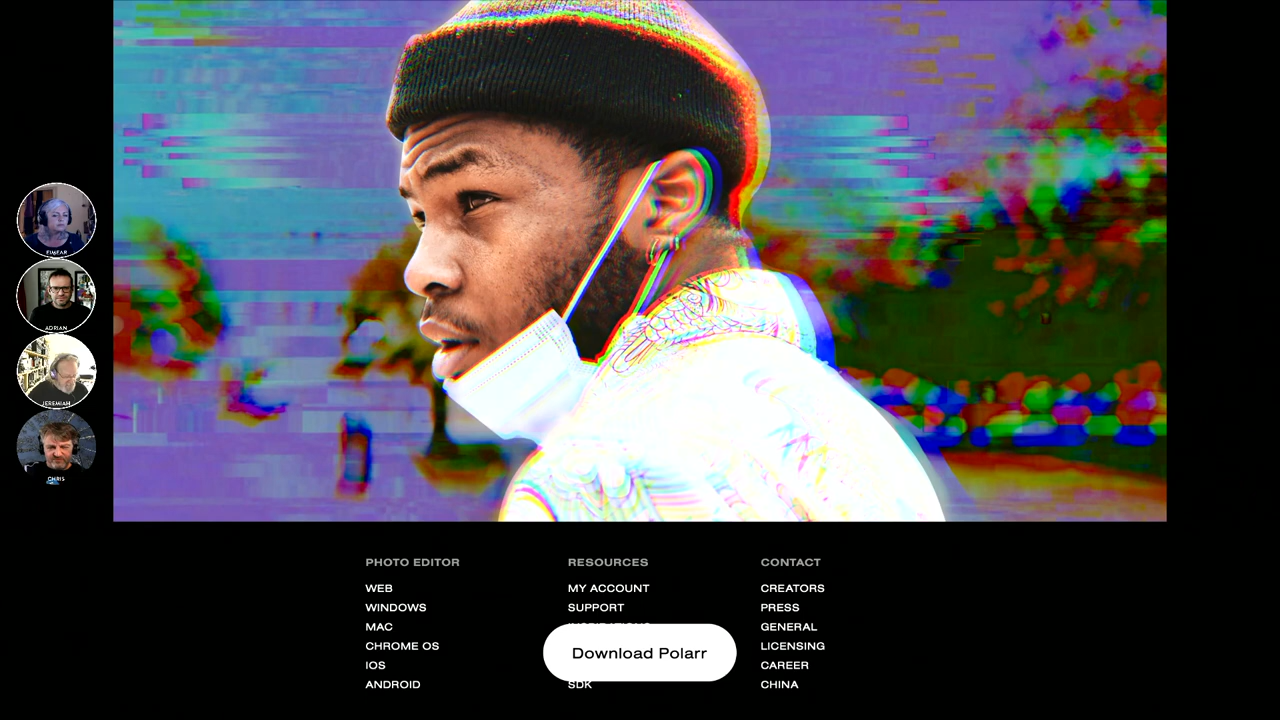 EIMEAR
ADRIAN
JEREMIAH
CHRIS
PHOTO EDITOR
WEB
WINDOWS
MAC
CHROME OS
IOS
ANDROID
RESOURCES
MY ACCOUNT
SUPPORT
Download Polarr
SDK
CONTACT
CREATORS
PRESS
GENERAL
LICENSING
CAREER
CHINA